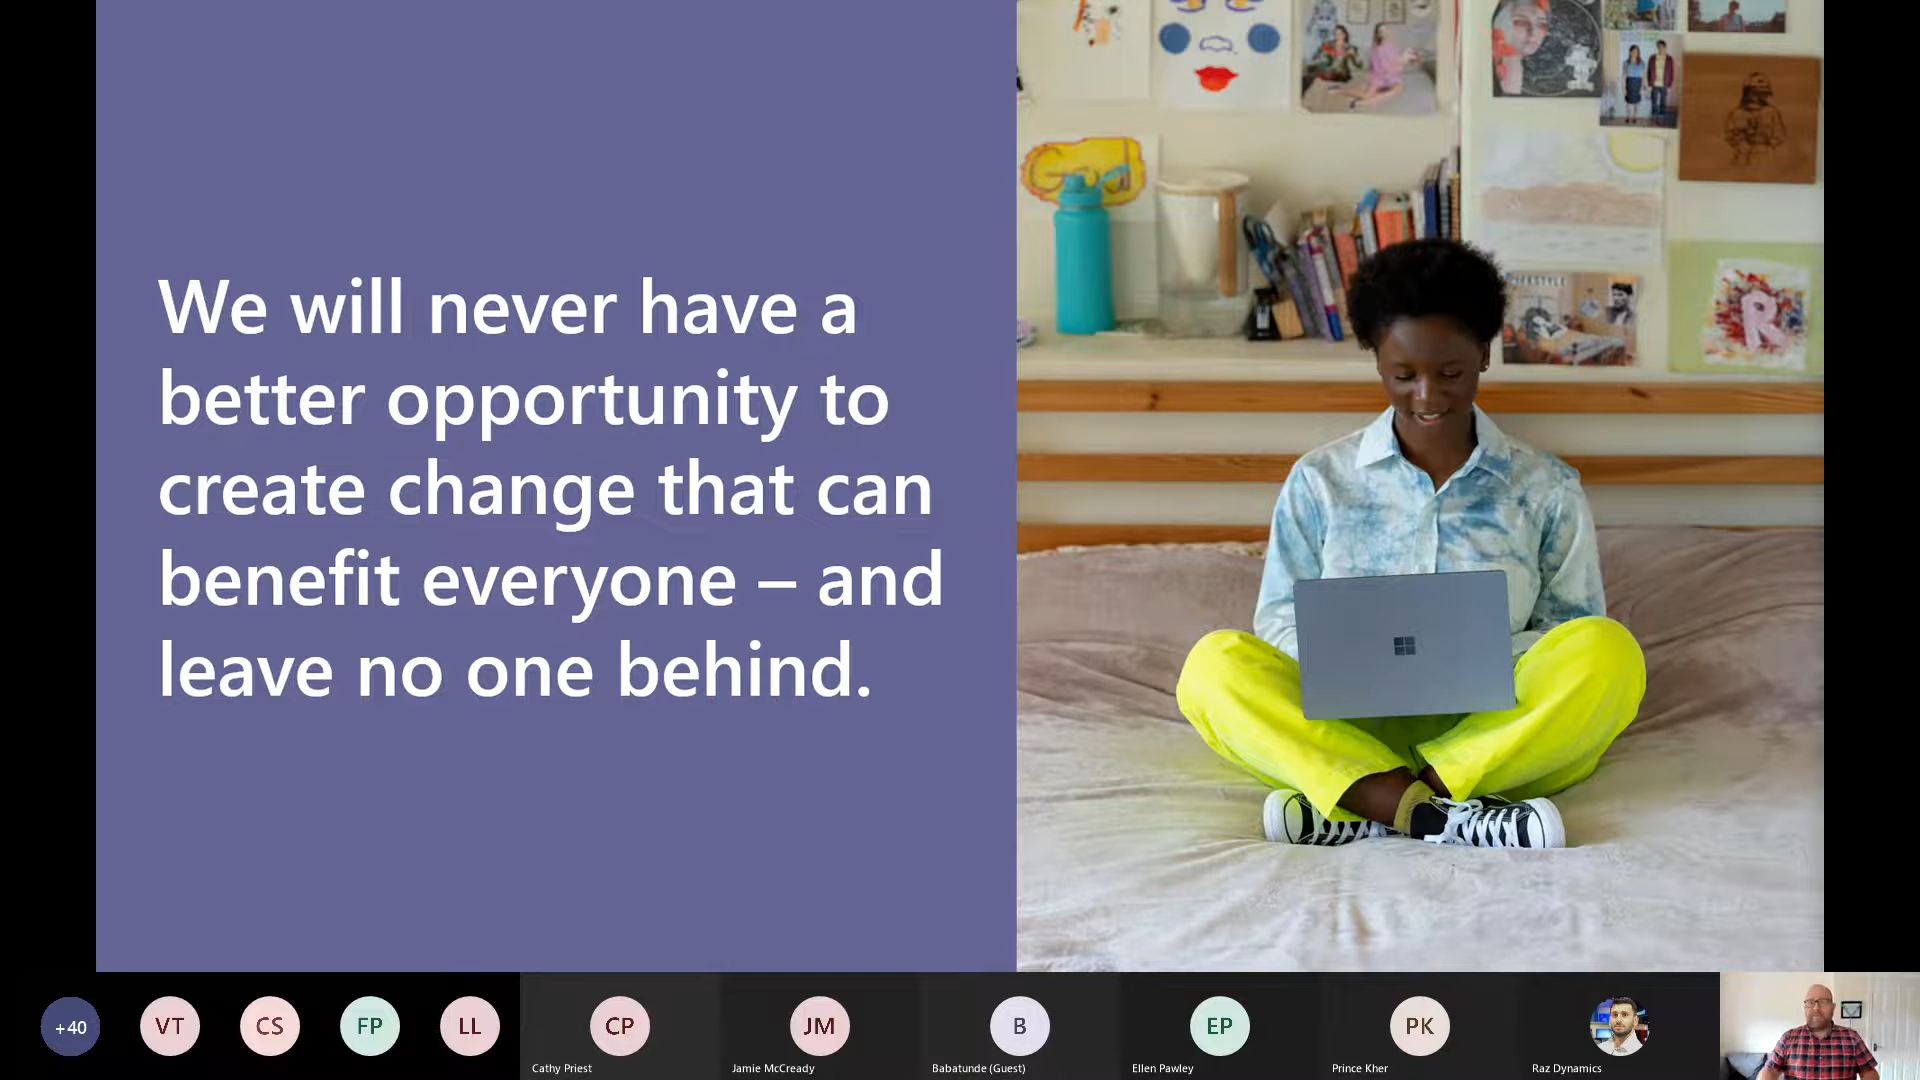 We will never have a
better opportunity to
create change that can
benefit everyone – and
leave no one behind.
R
+40
VT
CS
FP
LL
CP
JM
B
EP
PK
Cathy Priest
Jamie McCready
Babatunde (Guest)
Ellen Pawley
Prince Kher
Raz Dynamics